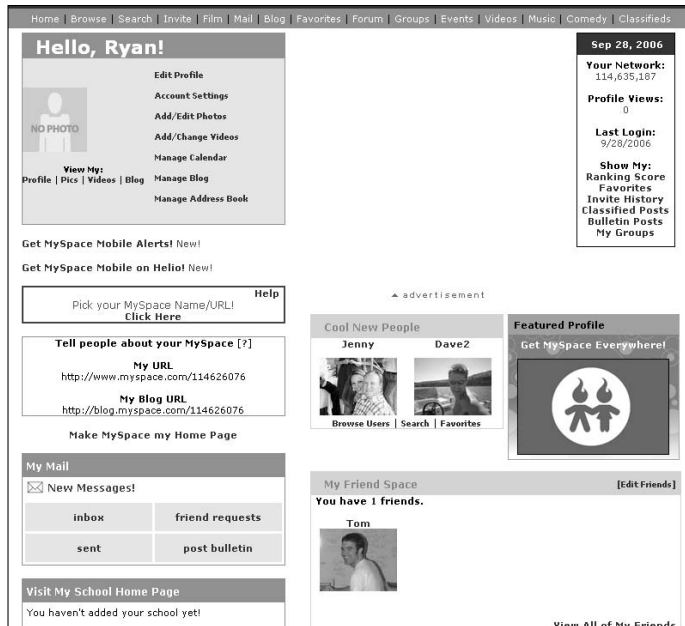 Home | Browse | Search | Invite | Film | Mail | Blog | Favorites | Forum | Groups | Events | Videos | Music | Comedy | Classifieds
Hello, Ryan!
NO PHOTO
View My:
Profile | Pics | Videos | Blog
Edit Profile
Account Settings
Add/Edit Photos
Add/Change Videos
Manage Calendar
Manage Blog
Manage Address Book
Sep 28, 2006
Your Network:
114,635,187
Profile Views:
0
Last Login:
9/28/2006
Show My:
Ranking Score
Favorites
Invite History
Classified Posts
Bulletin Posts
My Groups
Get MySpace Mobile Alerts! New!
Get MySpace Mobile on Helio! New!
Help
Pick your MySpace Name/URL!
Click Here
Tell people about your MySpace [?]
My URL
http://www.myspace.com/114626076
My Blog URL
http://blog.myspace.com/114626076
Make MySpace my Home Page
My Mail
New Messages!
inbox
friend requests
sent
post bulletin
Visit My School Home Page
You haven't added your school yet!
advertisement
Cool New People
Jenny
Dave2
Browse Users | Search | Favorites
Featured Profile
Get MySpace Everywhere!
My Friend Space
[Edit Friends]
You have 1 friends.
Tom
View All of My Friends